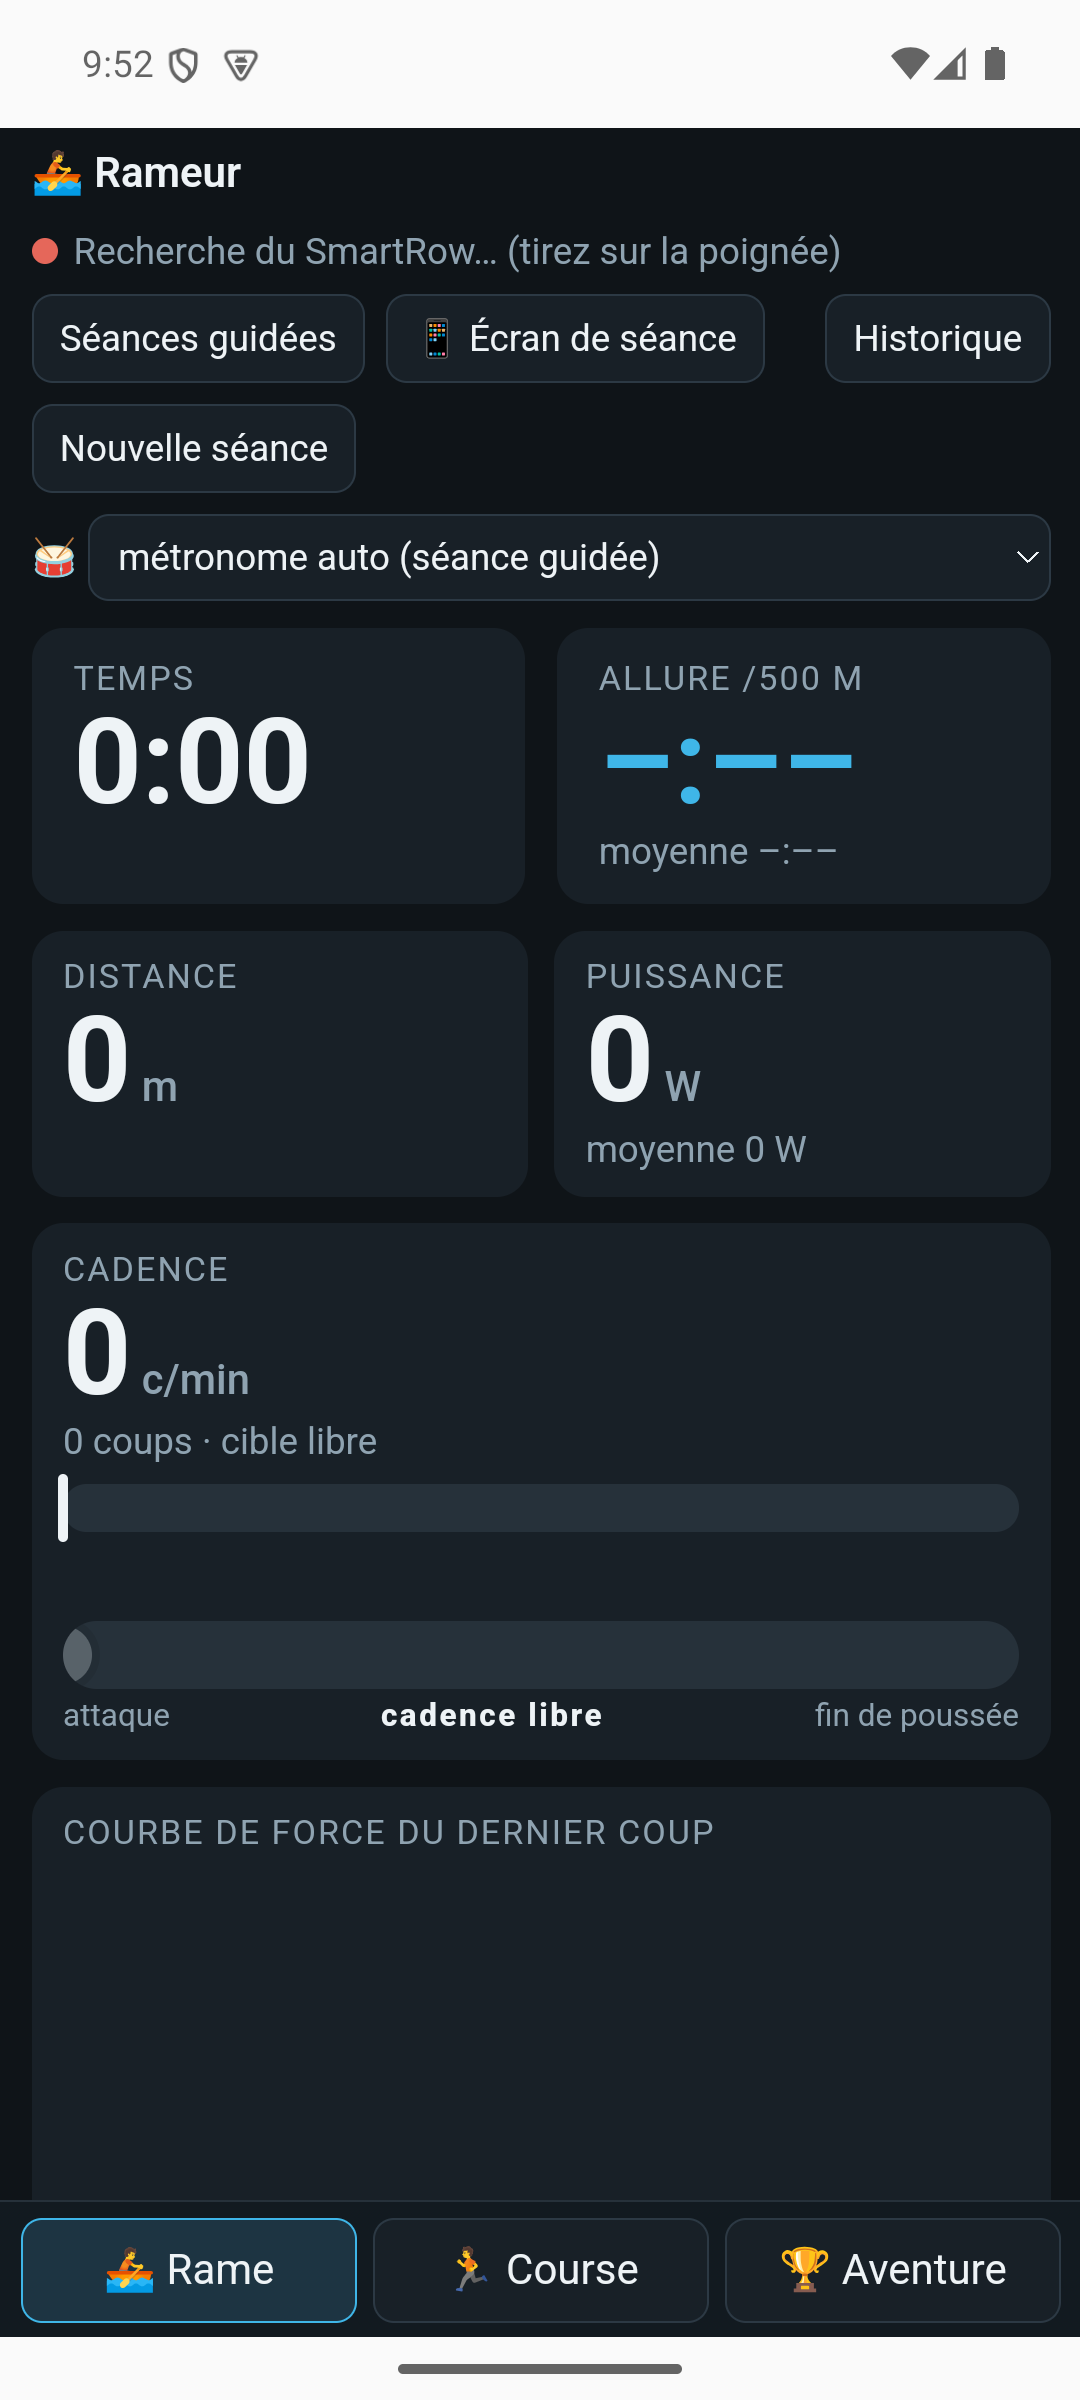 9:52
Rameur
Recherche du SmartRow... (tirez sur la poignée)
Séances guidées
Écran de séance
Historique
Nouvelle séance
métronome auto (séance guidée)
TEMPS
0:00
ALLURE /500 M
–:––
moyenne –:––
DISTANCE
0 m
PUISSANCE
0 W
moyenne 0 W
CADENCE
0 c/min
0 coups · cible libre
attaque
cadence libre
fin de poussée
COURBE DE FORCE DU DERNIER COUP
Rame
Course
Aventure